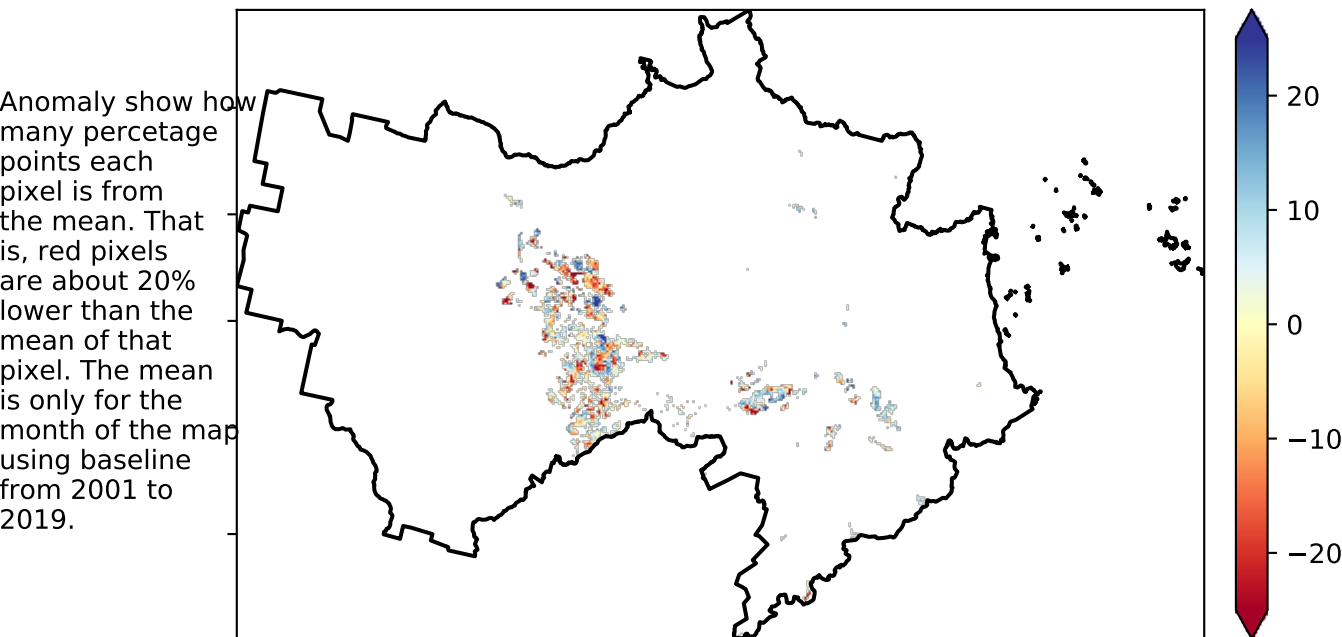 Anomaly show how
many percetage
points each
pixel is from
the mean. That
is, red pixels
are about 20%
lower than the
mean of that
pixel. The mean
is only for the
month of the map
using baseline
from 2001 to
2019.
20
10
0
−10
−20